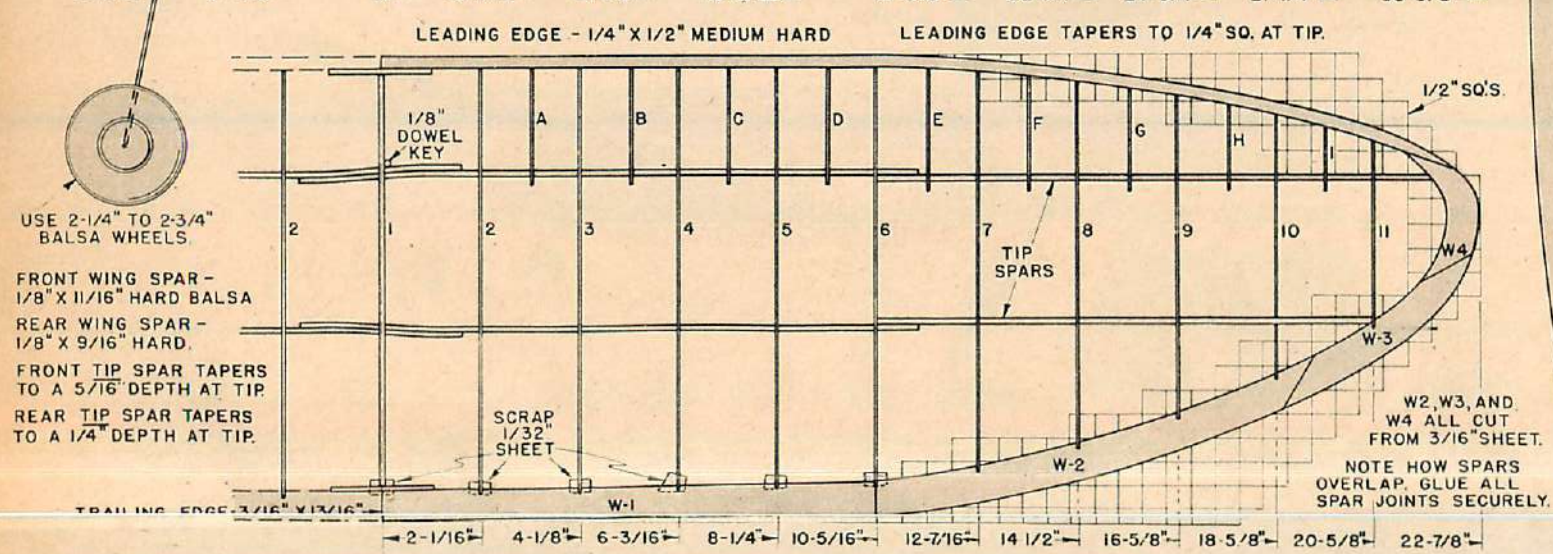 LEADING EDGE - 1/4" X 1/2" MEDIUM HARD
LEADING EDGE TAPERS TO 1/4" SQ. AT TIP.
1/2" SQ'S.
1/8"
DOWEL
KEY
A
B
C
D
E
F
G
H
I
USE 2-1/4" TO 2-3/4"
BALSA WHEELS.
2
1
2
3
4
5
6
7
8
9
10
11
W4
TIP
SPARS
FRONT WING SPAR -
1/8" X 11/16" HARD BALSA
REAR WING SPAR -
1/8" X 9/16" HARD.
FRONT TIP SPAR TAPERS
TO A 5/16" DEPTH AT TIP.
REAR TIP SPAR TAPERS
TO A 1/4" DEPTH AT TIP.
W-3
SCRAP
1/32"
SHEET
W2, W3, AND
W4 ALL CUT
FROM 3/16" SHEET.
NOTE HOW SPARS
OVERLAP. GLUE ALL
SPAR JOINTS SECURELY.
W-2
W-1
TRAILING EDGE-3/16" X 13/16"
2-1/16" 4-1/8" 6-3/16" 8-1/4" 10-5/16" 12-7/16" 14 1/2" 16-5/8" 18-5/8" 20-5/8" 22-7/8"